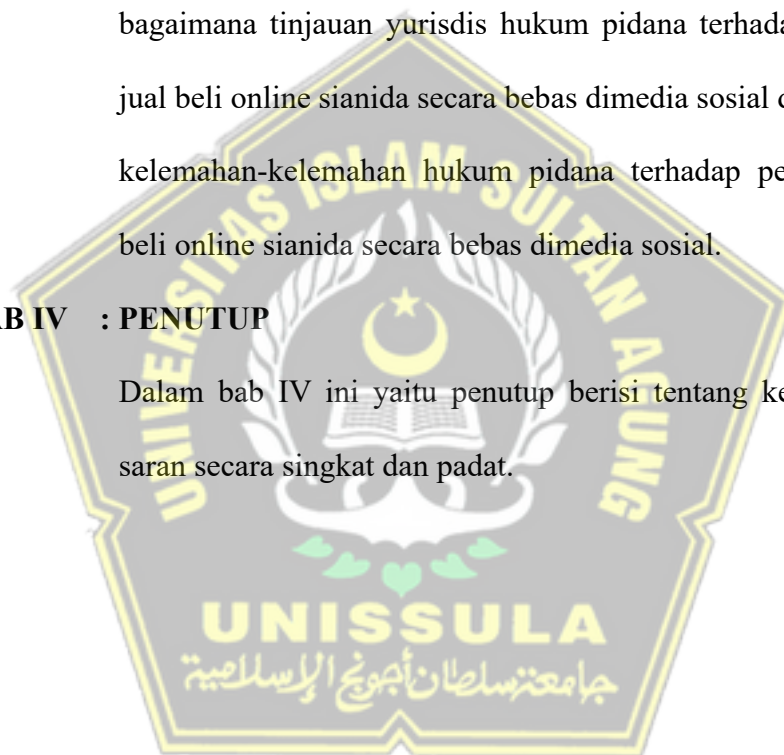 bagaimana tinjauan yurisdis hukum pidana terhada
jual beli online sianida secara bebas dimedia sosial d
kelemahan-kelemahan hukum pidana terhadap pe
beli online sianida secara bebas dimedia sosial.
B IV : PENUTUP
Dalam bab IV ini yaitu penutup berisi tentang ke
saran secara singkat dan padat.
UNIVERSITAS ISLAM SULTAN AGUNG
UNISSULA
جامعة سلطان أجونج الإسلامية